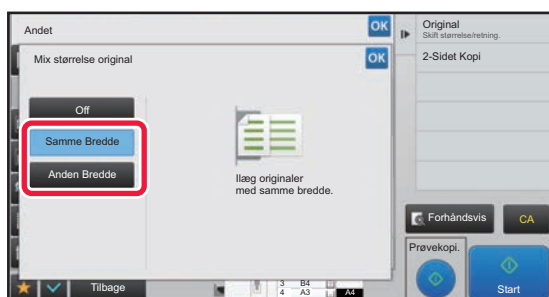 Andet
OK
Mix størrelse original
OK
Off
Samme Bredde
Anden Bredde
Ilæg originaler
med samme bredde.
Tilbage
3 B4
4 A3
A4
Original
Skift størrelse/retning.
2-Sidet Kopi
Forhåndsvis
CA
Prøvekopi.
Start